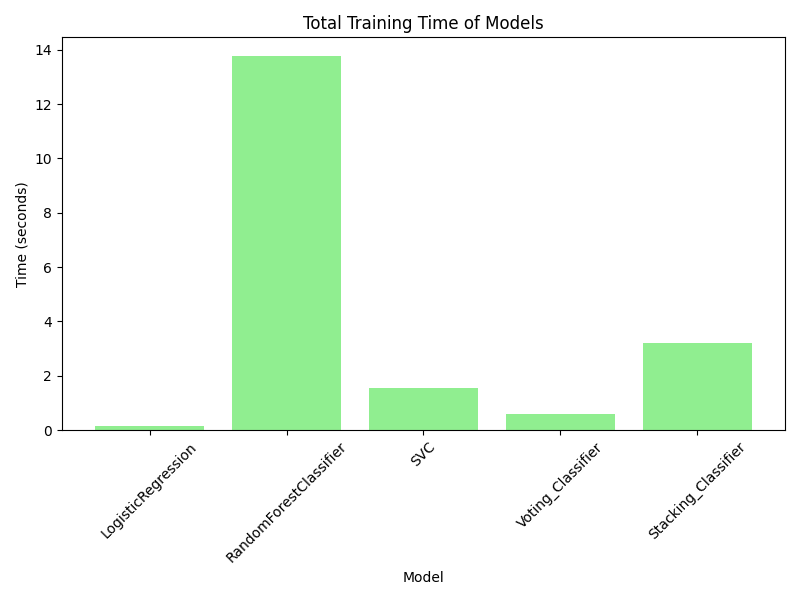 Total Training Time of Models
Time (seconds)
14
12
10
8
6
4
2
0
LogisticRegression
RandomForestClassifier
SVC
Voting_Classifier
Stacking_Classifier
Model